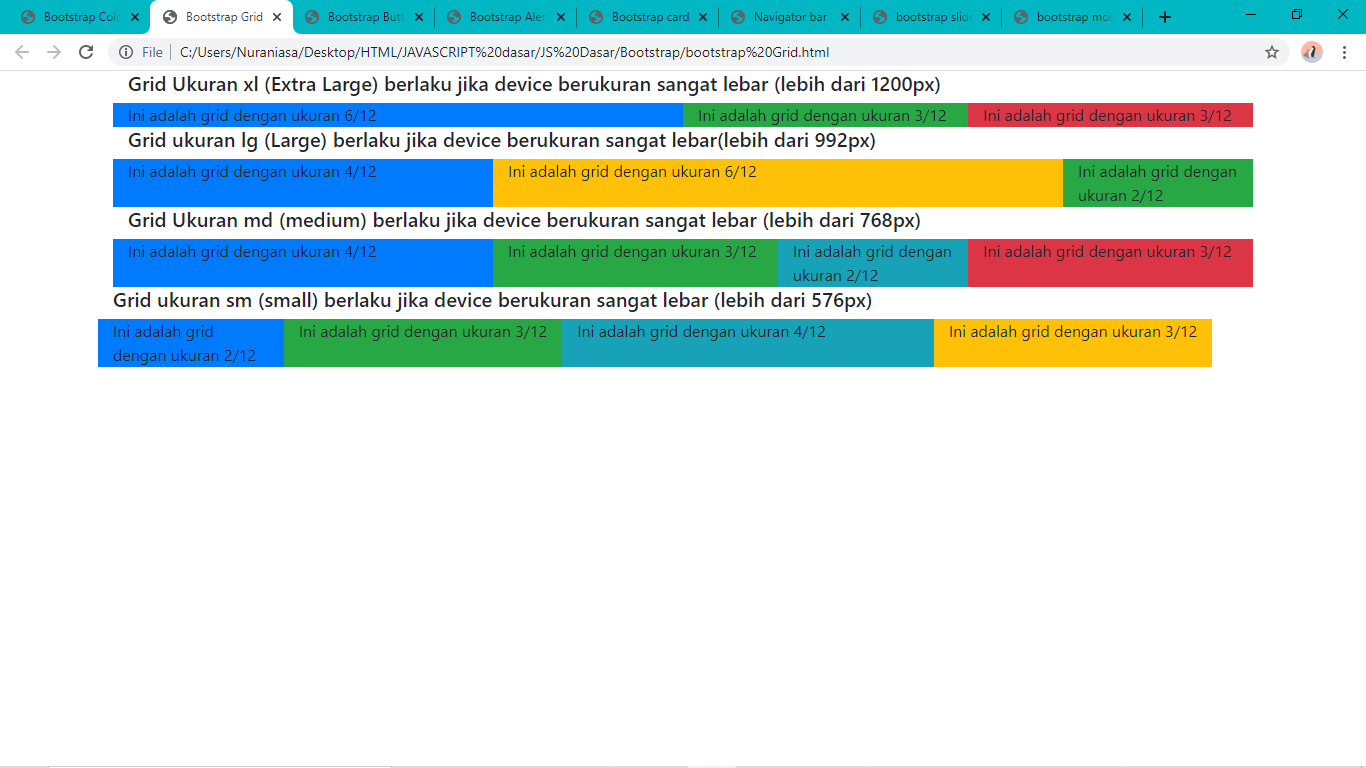 Bootstrap Colo
Bootstrap Grid
Bootstrap Butt
Bootstrap Aler
Bootstrap card
Navigator bar
bootstrap slide
bootstrap mod
File
C:/Users/Nuraniasa/Desktop/HTML/JAVASCRIPT%20dasar/JS%20Dasar/Bootstrap/bootstrap%20Grid.html
Grid Ukuran xl (Extra Large) berlaku jika device berukuran sangat lebar (lebih dari 1200px)
Ini adalah grid dengan ukuran 6/12
Ini adalah grid dengan ukuran 3/12
Ini adalah grid dengan ukuran 3/12
Grid ukuran lg (Large) berlaku jika device berukuran sangat lebar(lebih dari 992px)
Ini adalah grid dengan ukuran 4/12
Ini adalah grid dengan ukuran 6/12
Ini adalah grid dengan
ukuran 2/12
Grid Ukuran md (medium) berlaku jika device berukuran sangat lebar (lebih dari 768px)
Ini adalah grid dengan ukuran 4/12
Ini adalah grid dengan ukuran 3/12
Ini adalah grid dengan
ukuran 2/12
Ini adalah grid dengan ukuran 3/12
Grid ukuran sm (small) berlaku jika device berukuran sangat lebar (lebih dari 576px)
Ini adalah grid
dengan ukuran 2/12
Ini adalah grid dengan ukuran 3/12
Ini adalah grid dengan ukuran 4/12
Ini adalah grid dengan ukuran 3/12